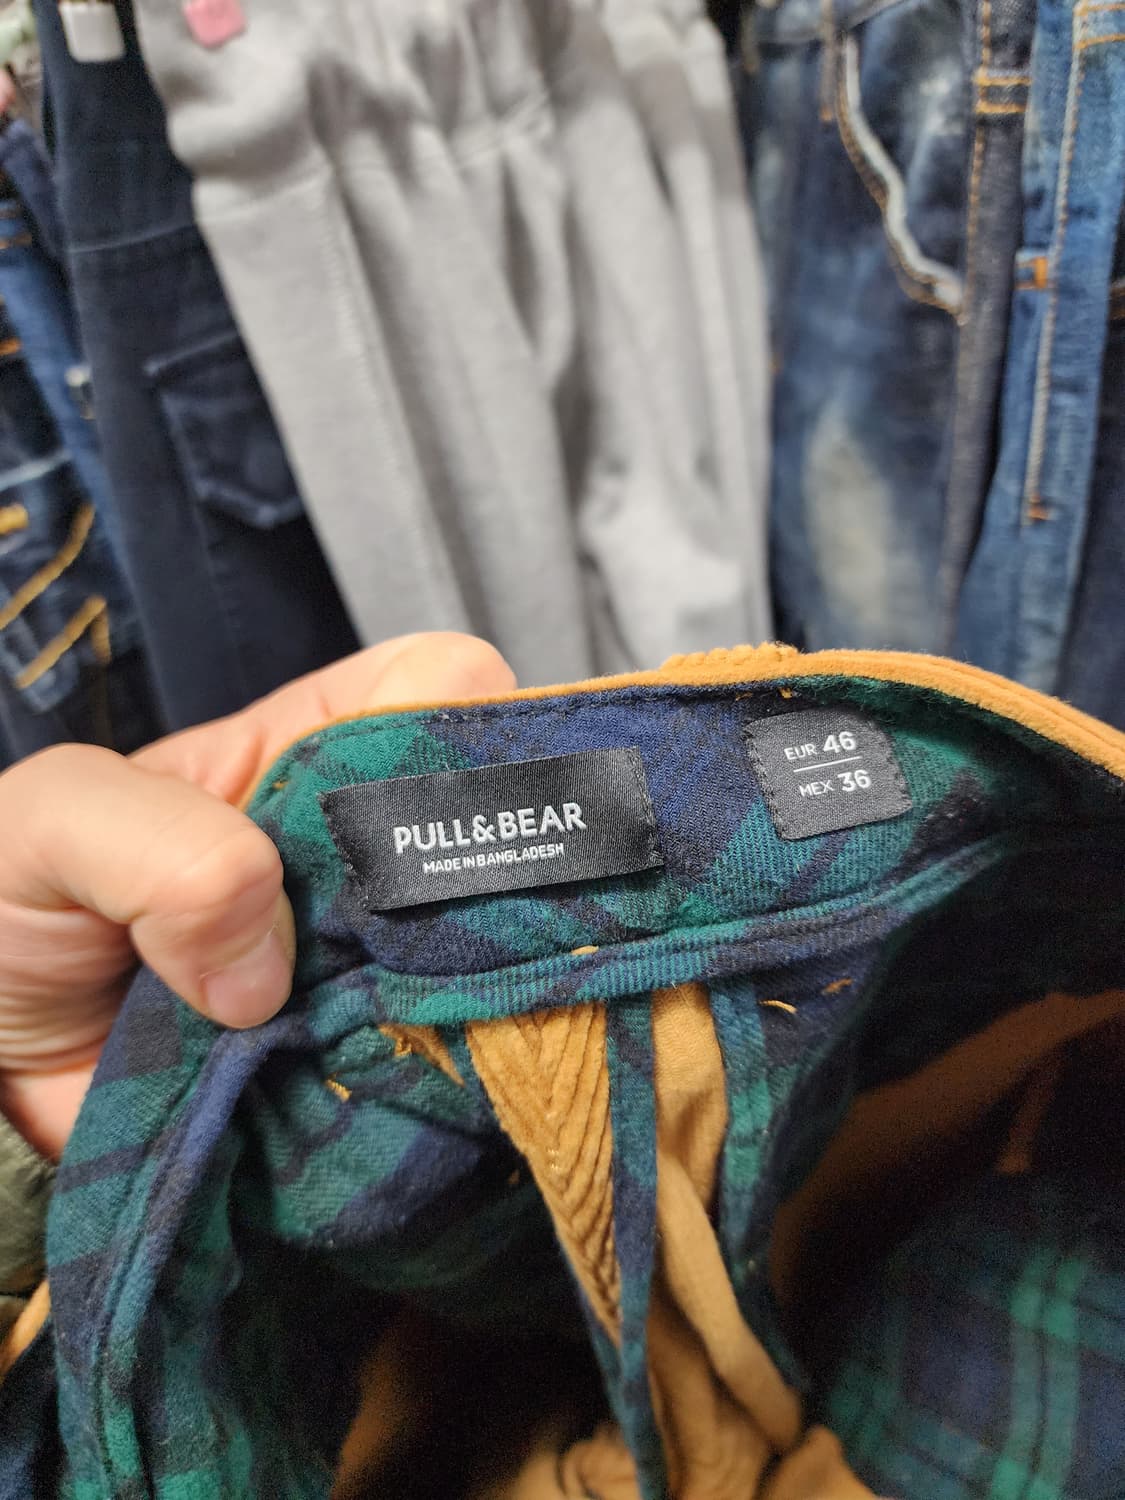 PULL&BEAR
MADE IN BANGLADESH
EUR 46
MEX 36